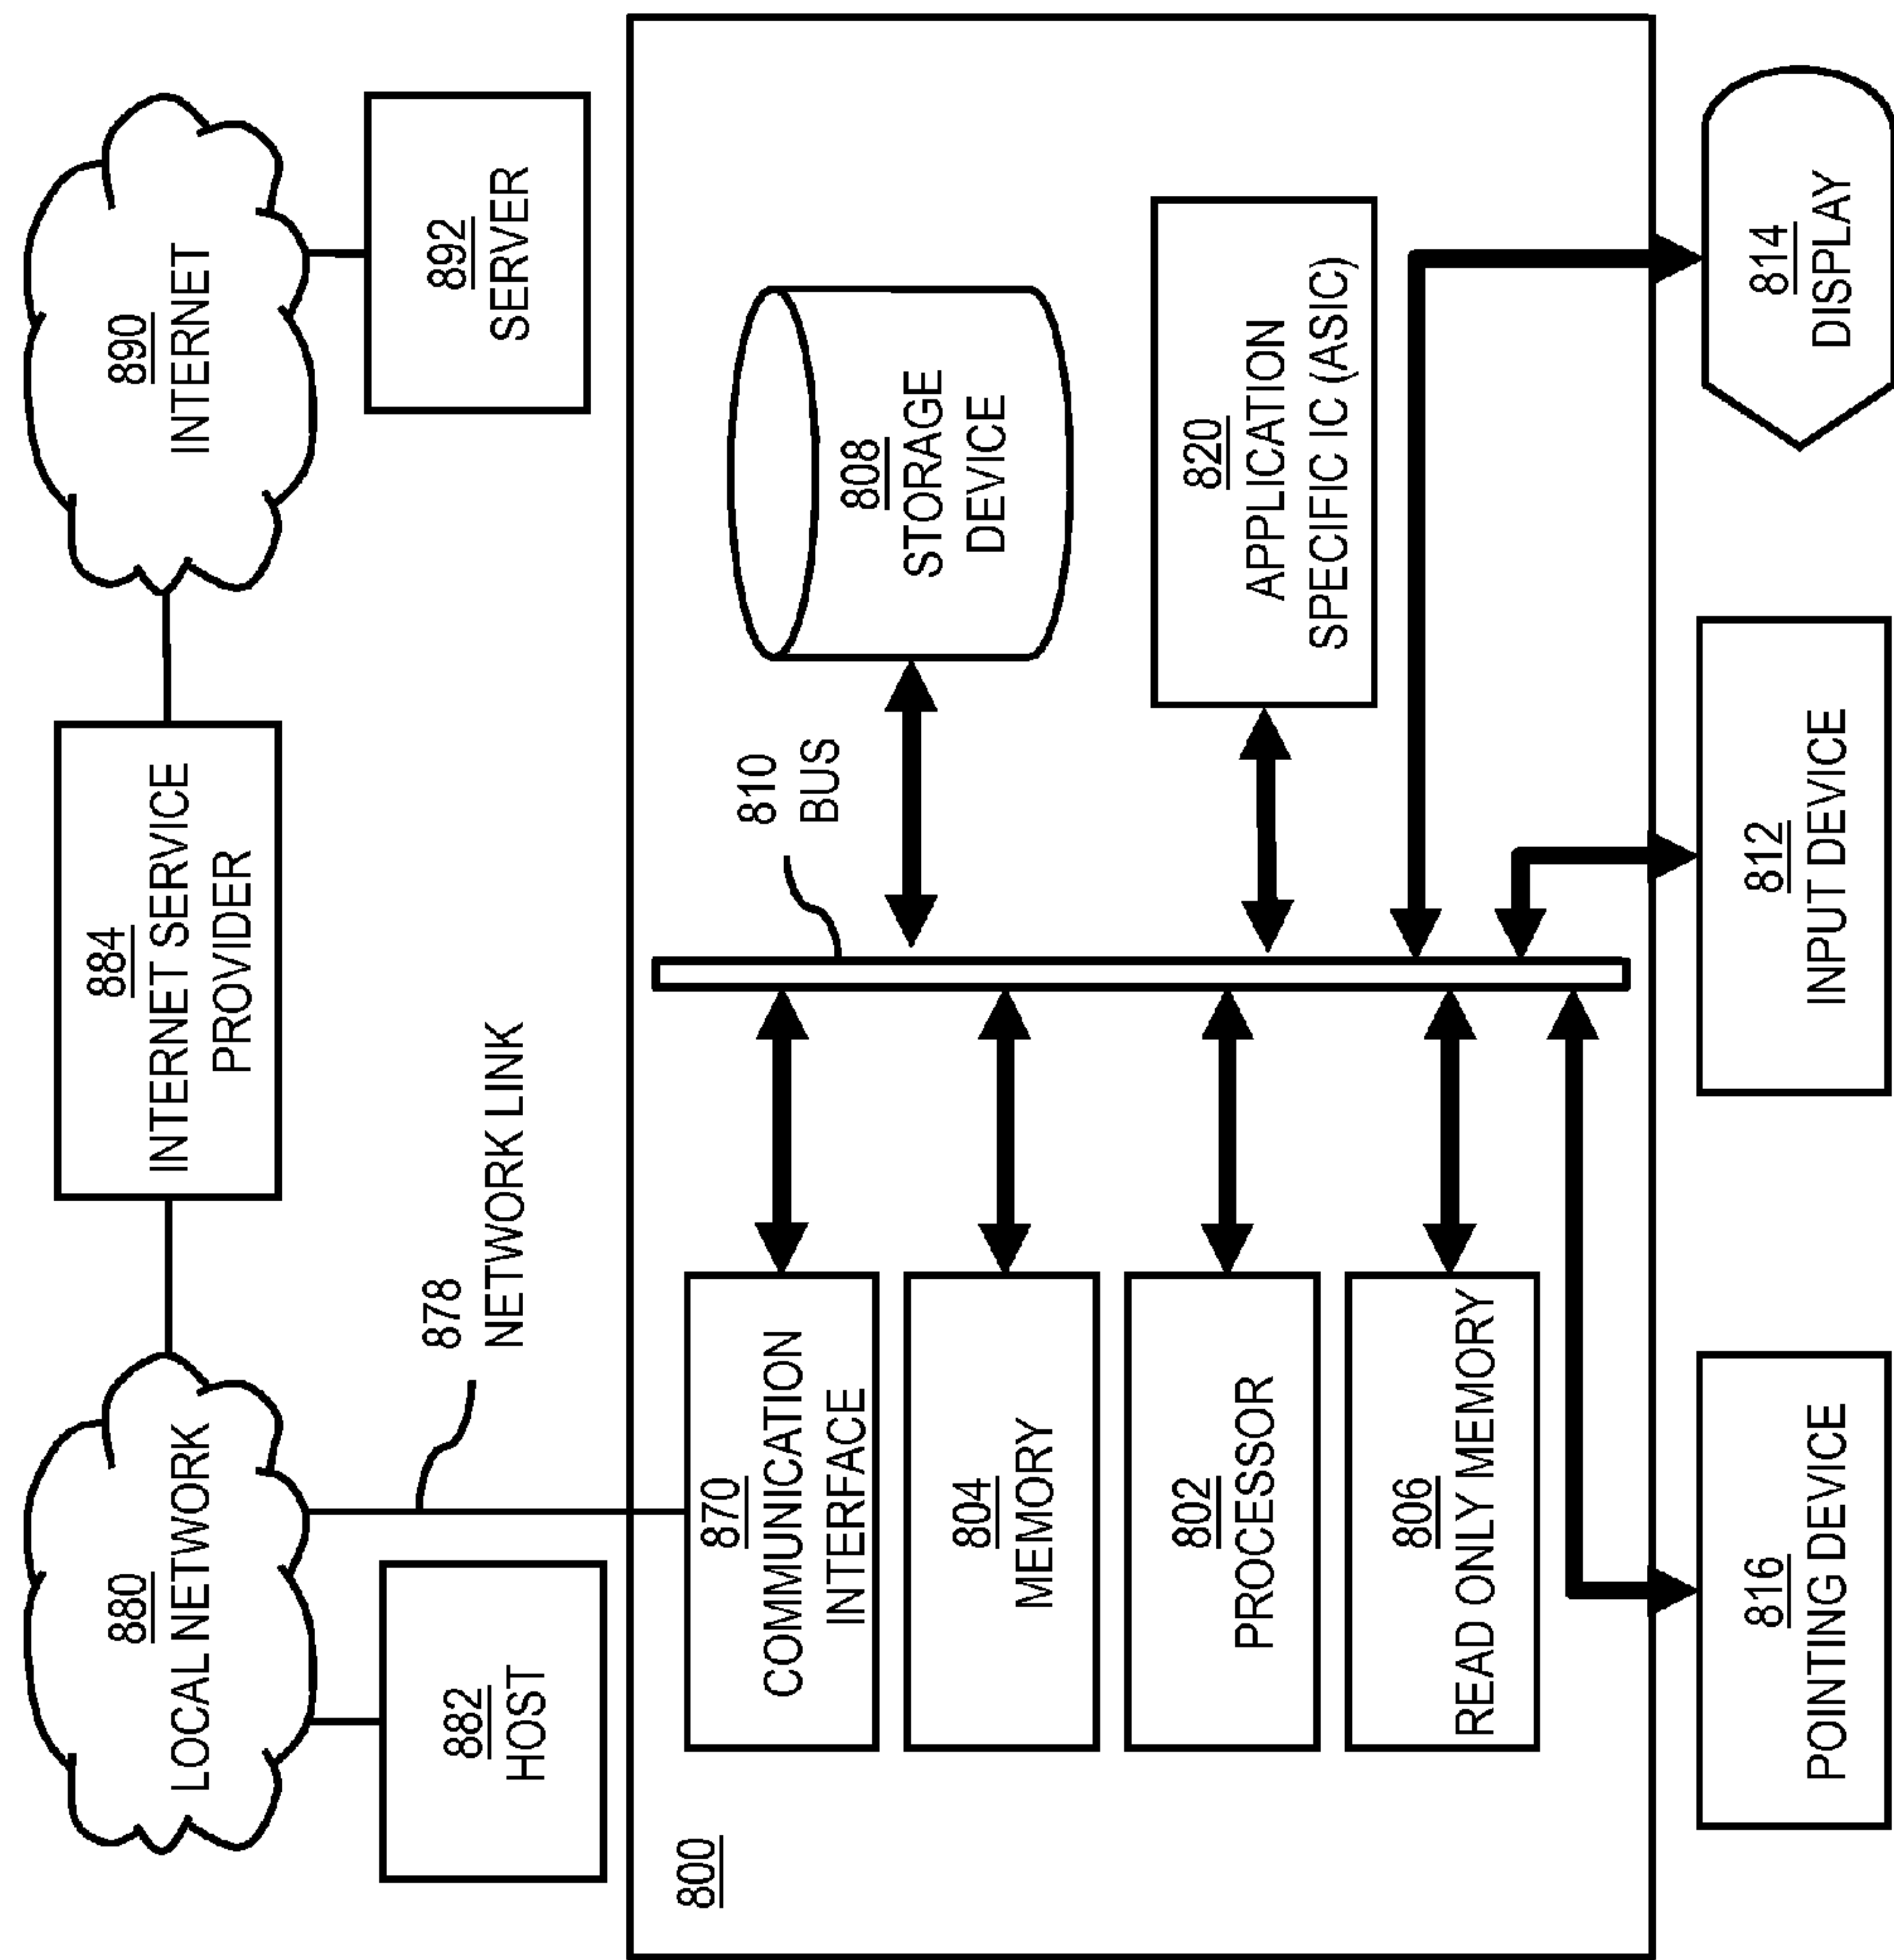 880
LOCAL NETWORK
884
INTERNET SERVICE
PROVIDER
890
INTERNET
882
HOST
878
NETWORK LINK
892
SERVER
800
870
COMMUNICATION
INTERFACE
810
BUS
808
STORAGE
DEVICE
804
MEMORY
802
PROCESSOR
820
APPLICATION
SPECIFIC IC (ASIC)
806
READ ONLY MEMORY
816
POINTING DEVICE
812
INPUT DEVICE
814
DISPLAY